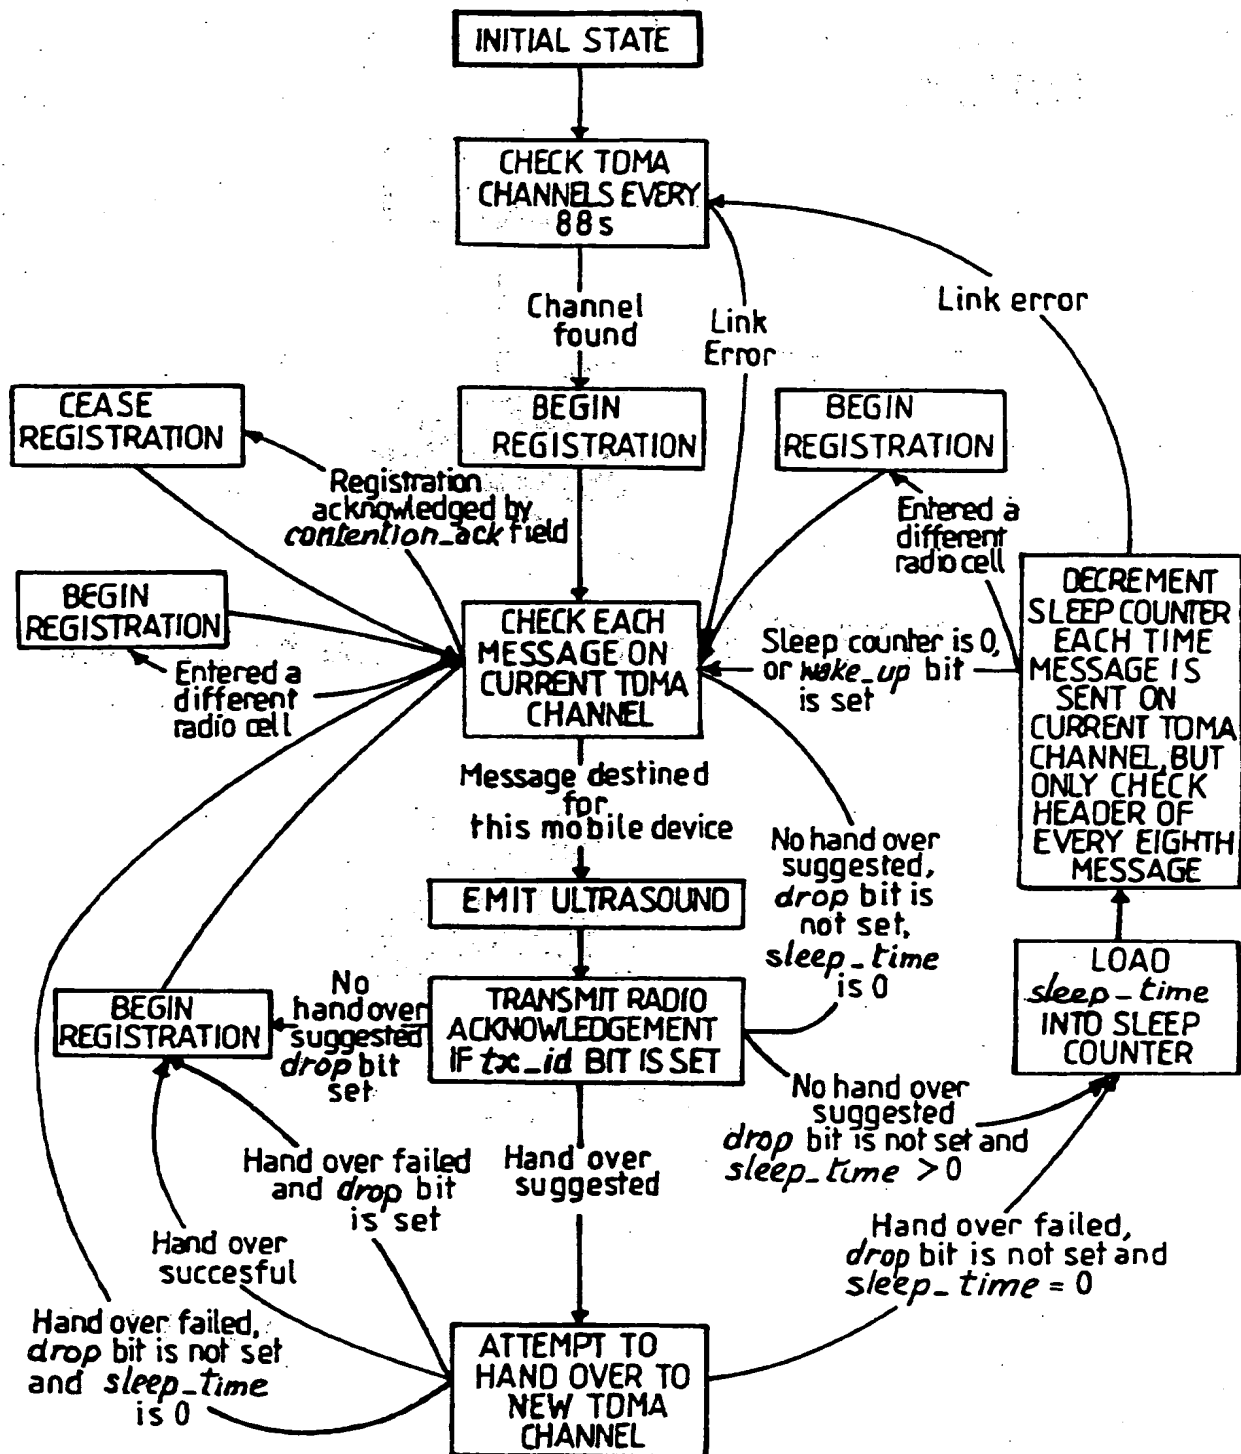 INITIAL STATE
CHECK TDMA
CHANNELS EVERY
88s
Channel
found
Link
Error
Link error
CEASE
REGISTRATION
BEGIN
REGISTRATION
BEGIN
REGISTRATION
Registration
acknowledged by
contention_ack field
Entered a
different
radio cell
BEGIN
REGISTRATION
Entered a
different
radio cell
CHECK EACH
MESSAGE ON
CURRENT TDMA
CHANNEL
Sleep counter is 0,
or wake_up bit
is set
DECREMENT
SLEEP COUNTER
EACH TIME
MESSAGE IS
SENT ON
CURRENT TDMA
CHANNEL, BUT
ONLY CHECK
HEADER OF
EVERY EIGHTH
MESSAGE
Message destined
for
this mobile device
No hand over
suggested,
drop bit is
not set,
sleep_time
is 0
EMIT ULTRASOUND
LOAD
sleep_time
INTO SLEEP
COUNTER
BEGIN
REGISTRATION
No
hand over
suggested
drop bit
set
TRANSMIT RADIO
ACKNOWLEDGEMENT
IF tx_id BIT IS SET
No hand over
suggested
drop bit is not set and
sleep_time > 0
Hand over failed
and drop bit
is set
Hand over
suggested
Hand over
succesful
Hand over failed,
drop bit is not set and
sleep_time = 0
Hand over failed,
drop bit is not set
and sleep_time
is 0
ATTEMPT TO
HAND OVER TO
NEW TDMA
CHANNEL